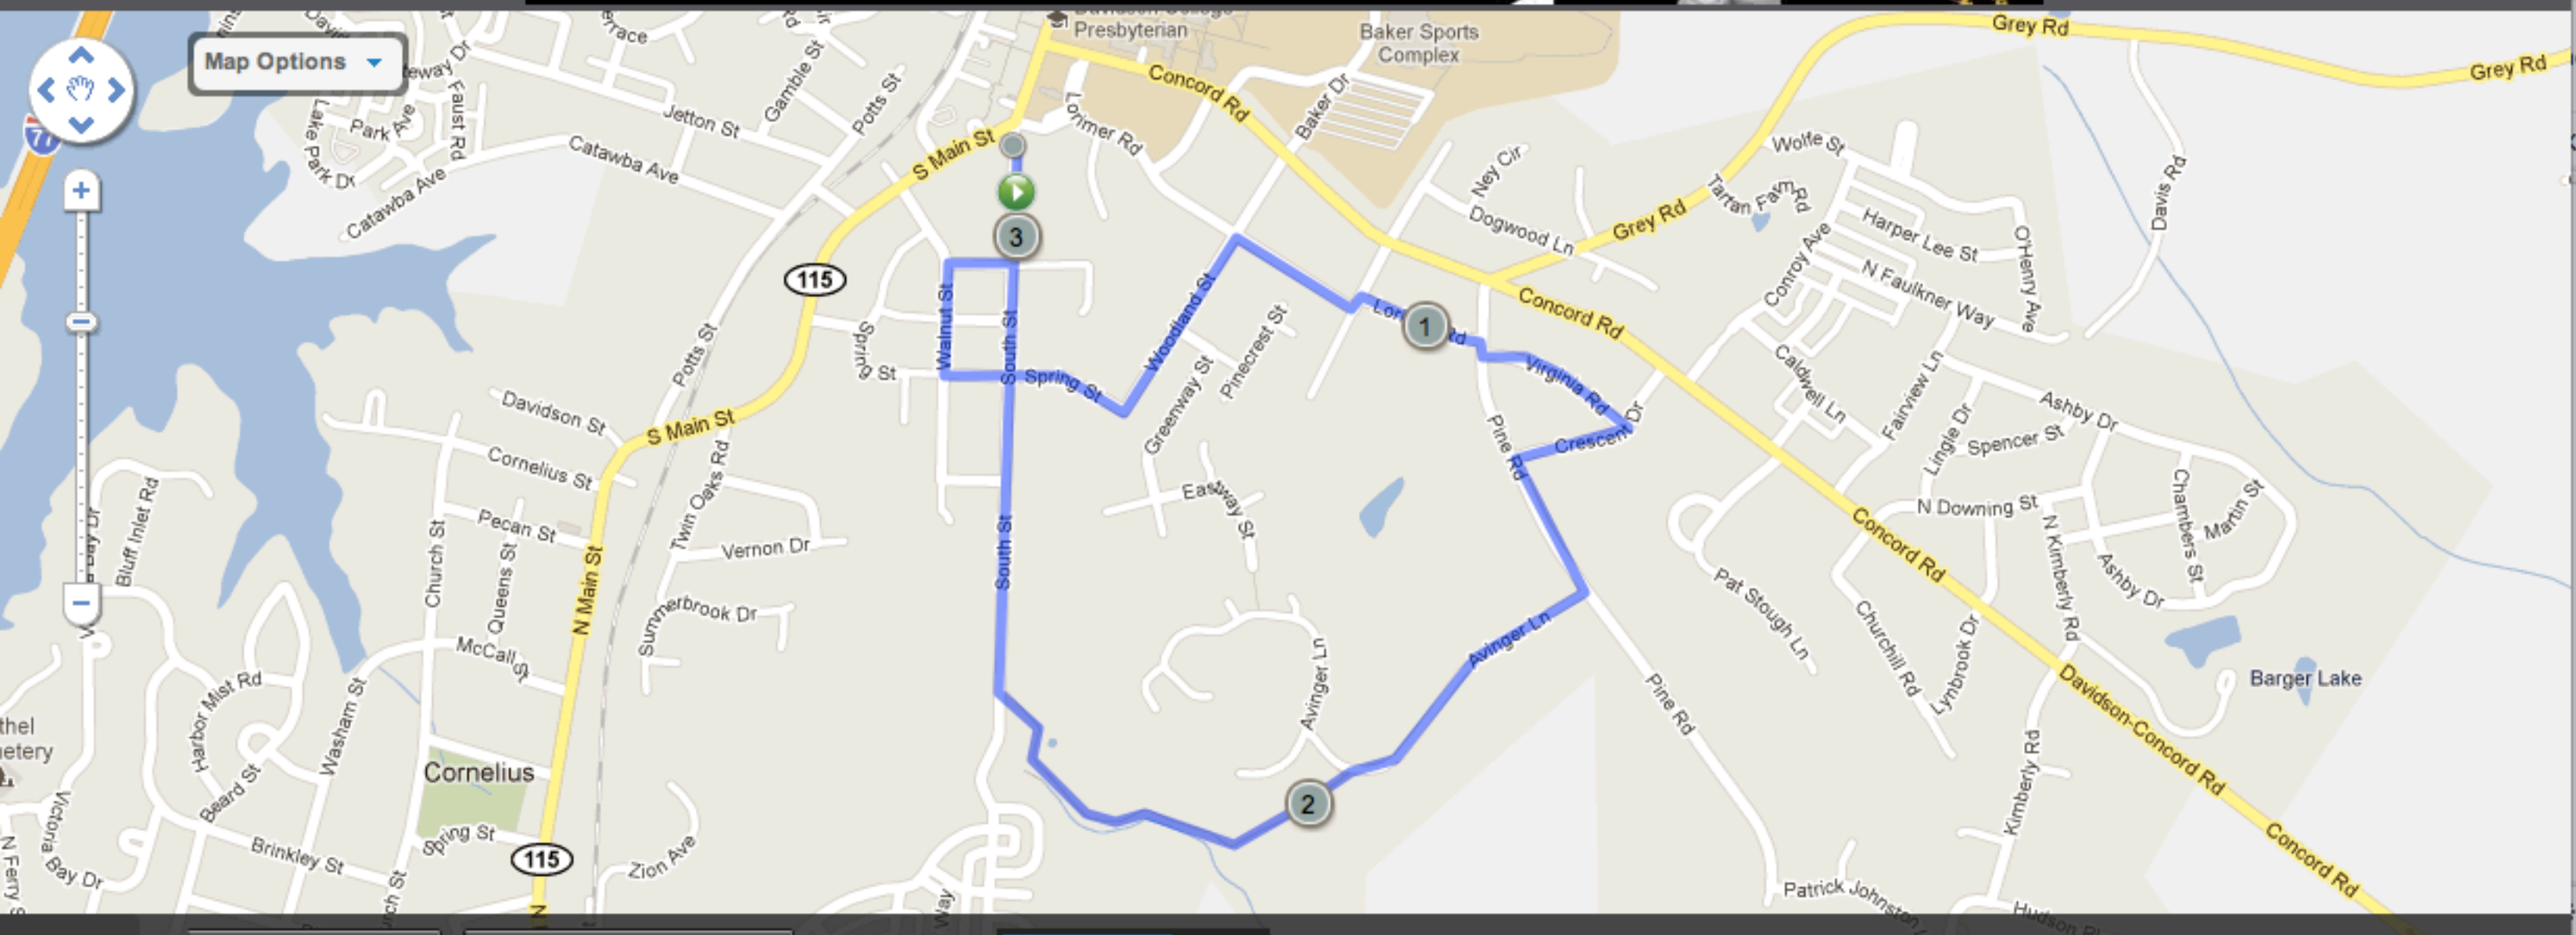 Presbyterian
Baker Sports
Complex
Grey Rd
Grey Rd
Map Options
Concord Rd
Baker Dr
Gamble St
Potts St
Jetton St
Faust Rd
Park Ave
Lake Park Dr
77
Catawba Ave
Catawba Ave
S Main St
Lorimer Rd
Ney Cir
Dogwood Ln
Grey Rd
Wolfe St
Tartan Farm Rd
Harper Lee St
Davis Rd
Conroy Ave
O'Henry Ave
N Faulkner Way
3
115
Walnut St
South St
Woodland St
Pinecrest St
Greenway St
Spring St
Spring St
1
Virginia Rd
Concord Rd
Crescent Dr
Pine Rd
Caldwell Ln
Fairview Ln
Lingle Dr
Spencer St
Ashby Dr
Potts St
Davidson St
S Main St
Cornelius St
Twin Oaks Rd
Bluff Inlet Rd
Pecan St
Church St
Queens St
N Main St
Vernon Dr
South St
Eastway St
N Downing St
Chambers St
Martin St
Concord Rd
N Kimberly Rd
Ashby Dr
Summerbrook Dr
McCall St
Avinger Ln
Avinger Ln
Pat Stough Ln
Churchill Rd
Lynbrook Dr
Barger Lake
Harbor Mist Rd
Washam St
Pine Rd
Davidson-Concord Rd
Kimberly Rd
Cornelius
Beard St
2
Victoria Bay Dr
Brinkley St
Spring St
115
Zion Ave
Concord Rd
Patrick Johnston
Way
N